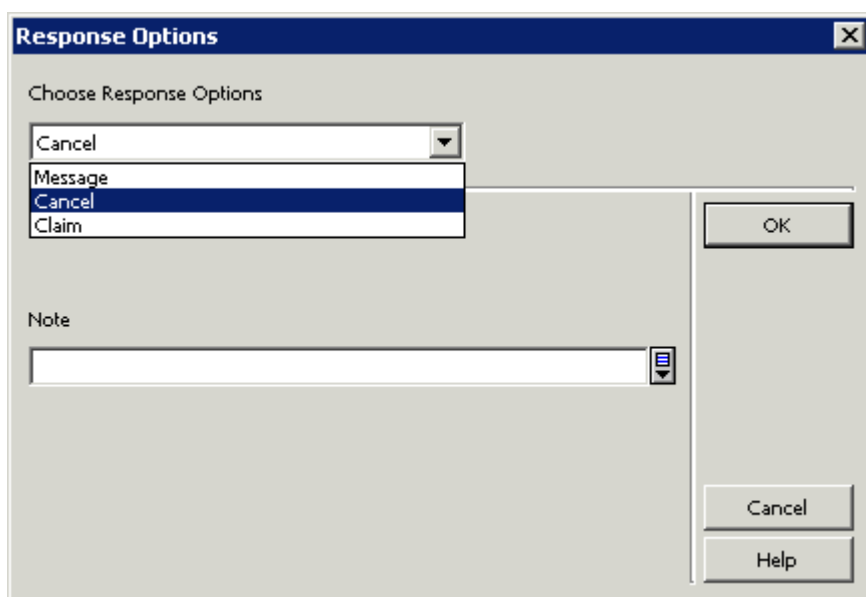 Response Options
Choose Response Options
Cancel
Message
Cancel
Claim
OK
Note
Cancel
Help